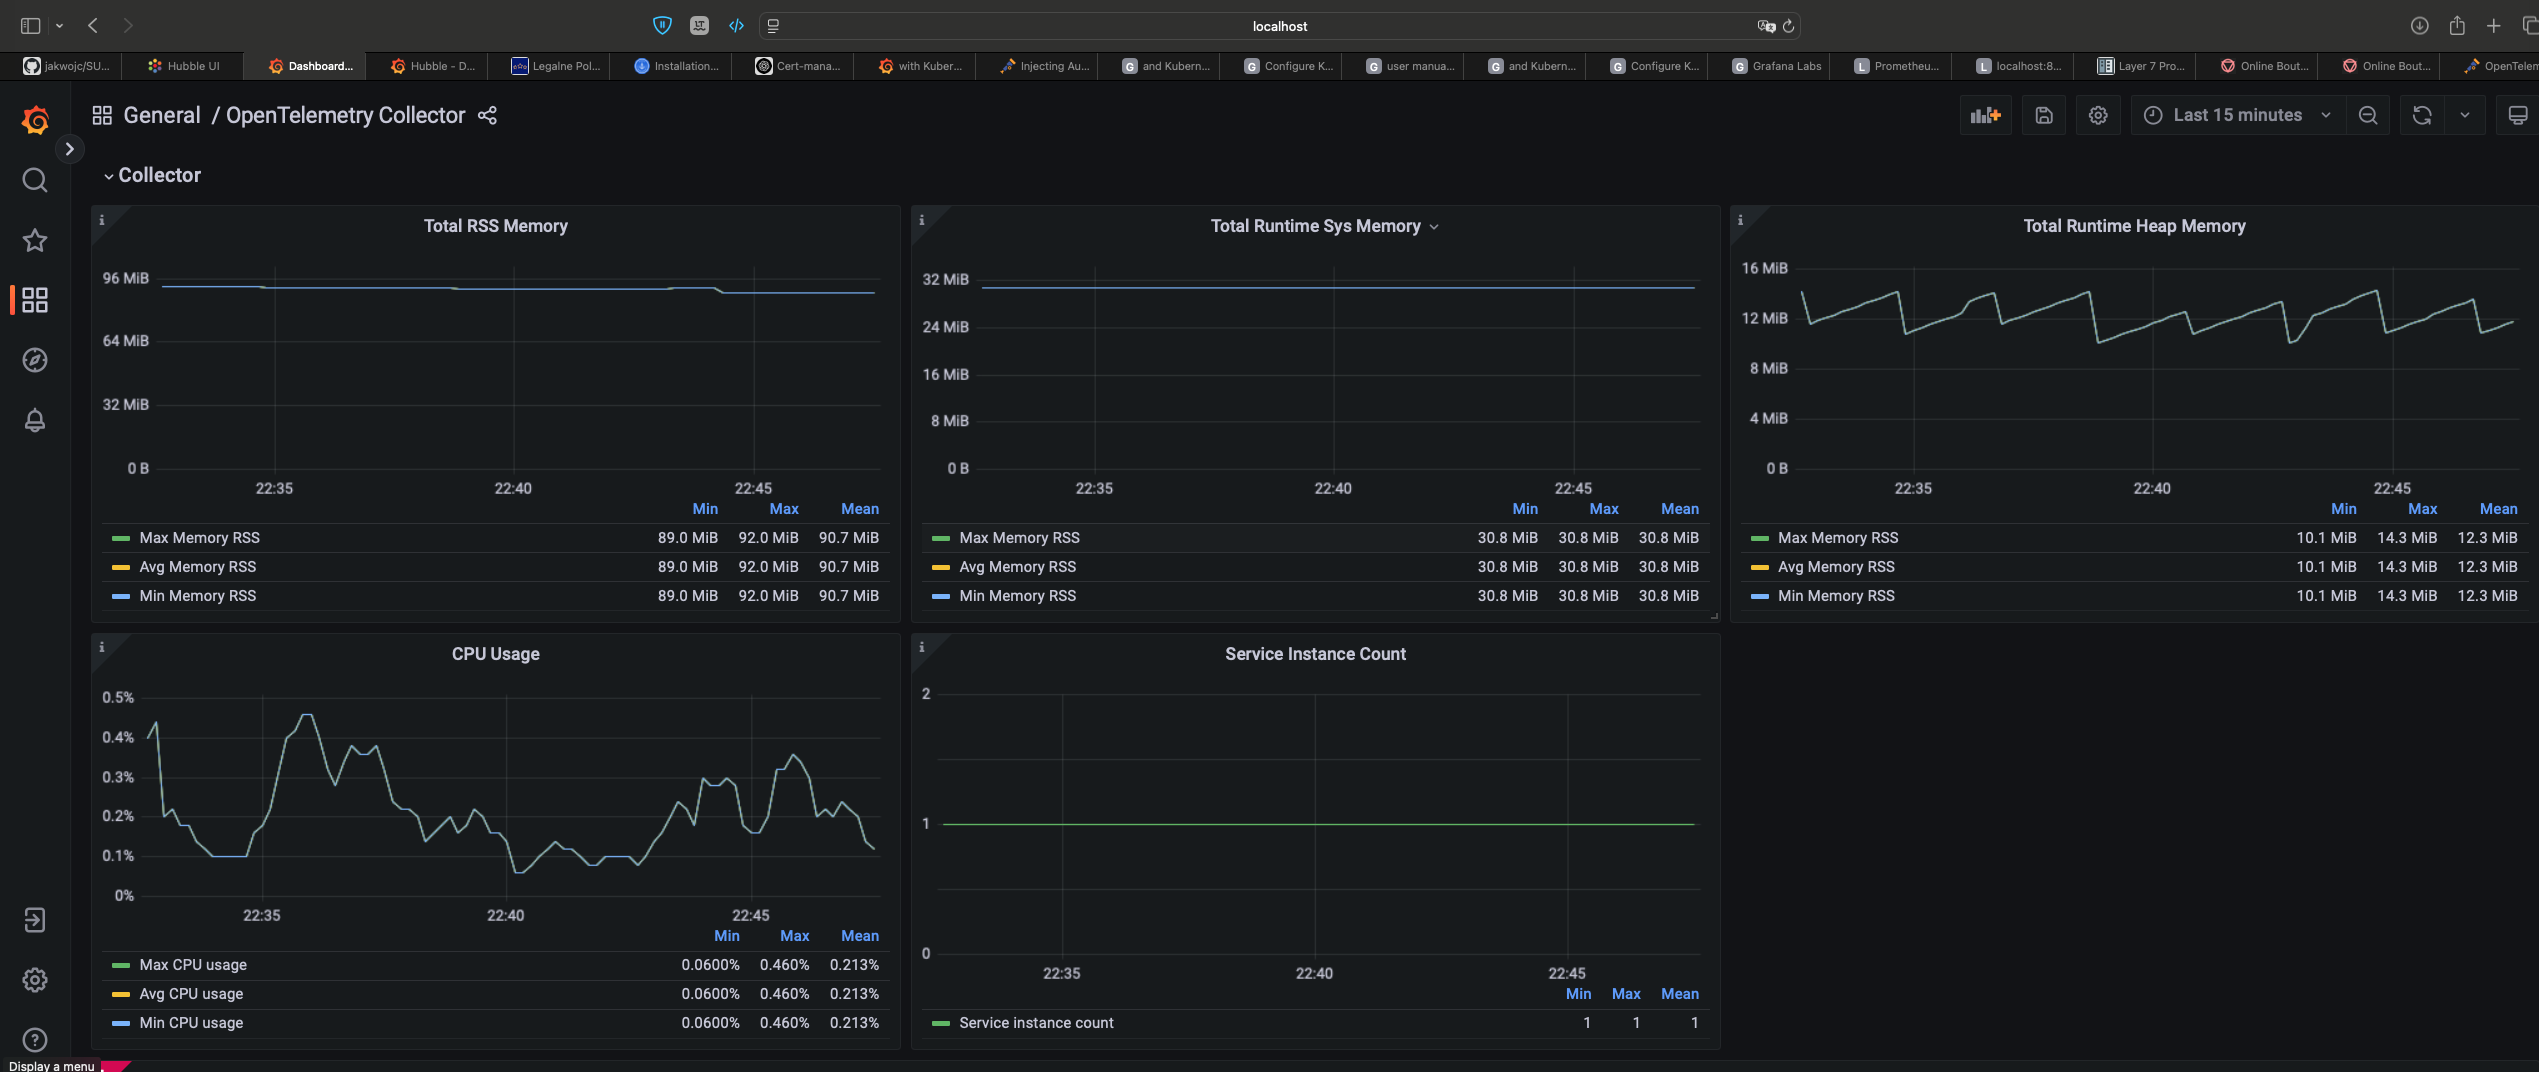 localhost
jakwojc/SU...
Hubble UI
Dashboard...
Hubble - D...
Legalne Pol...
Installation...
Cert-mana...
with Kuber...
Injecting Au...
and Kubern...
Configure K...
user manua...
and Kubern...
Configure K...
Grafana Labs
Prometheu...
localhost:8...
Layer 7 Pro...
Online Bout...
Online Bout...
OpenTelem
General / OpenTelemetry Collector
Last 15 minutes
Collector
Total RSS Memory
96 MiB
64 MiB
32 MiB
0 B
22:35 22:40 22:45
Min Max Mean
Max Memory RSS 89.0 MiB 92.0 MiB 90.7 MiB
Avg Memory RSS 89.0 MiB 92.0 MiB 90.7 MiB
Min Memory RSS 89.0 MiB 92.0 MiB 90.7 MiB
Total Runtime Sys Memory
32 MiB
24 MiB
16 MiB
8 MiB
0 B
22:35 22:40 22:45
Min Max Mean
Max Memory RSS 30.8 MiB 30.8 MiB 30.8 MiB
Avg Memory RSS 30.8 MiB 30.8 MiB 30.8 MiB
Min Memory RSS 30.8 MiB 30.8 MiB 30.8 MiB
Total Runtime Heap Memory
16 MiB
12 MiB
8 MiB
4 MiB
0 B
22:35 22:40 22:45
Min Max Mean
Max Memory RSS 10.1 MiB 14.3 MiB 12.3 MiB
Avg Memory RSS 10.1 MiB 14.3 MiB 12.3 MiB
Min Memory RSS 10.1 MiB 14.3 MiB 12.3 MiB
CPU Usage
0.5%
0.4%
0.3%
0.2%
0.1%
0%
22:35 22:40 22:45
Min Max Mean
Max CPU usage 0.0600% 0.460% 0.213%
Avg CPU usage 0.0600% 0.460% 0.213%
Min CPU usage 0.0600% 0.460% 0.213%
Service Instance Count
2
1
0
22:35 22:40 22:45
Min Max Mean
Service instance count 1 1 1
Display a menu